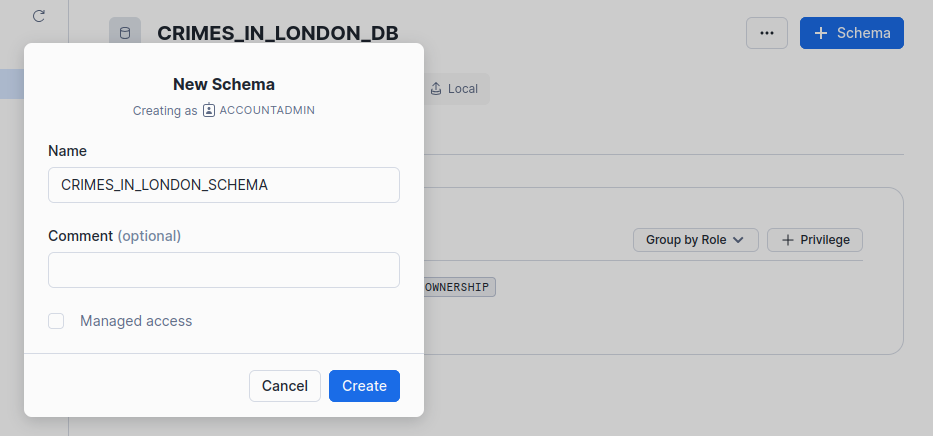 CRIMES_IN_LONDON_DB
...
+ Schema
New Schema
Creating as ACCOUNTADMIN
Local
Name
CRIMES_IN_LONDON_SCHEMA
Comment (optional)
Group by Role
+ Privilege
OWNERSHIP
Managed access
Cancel
Create